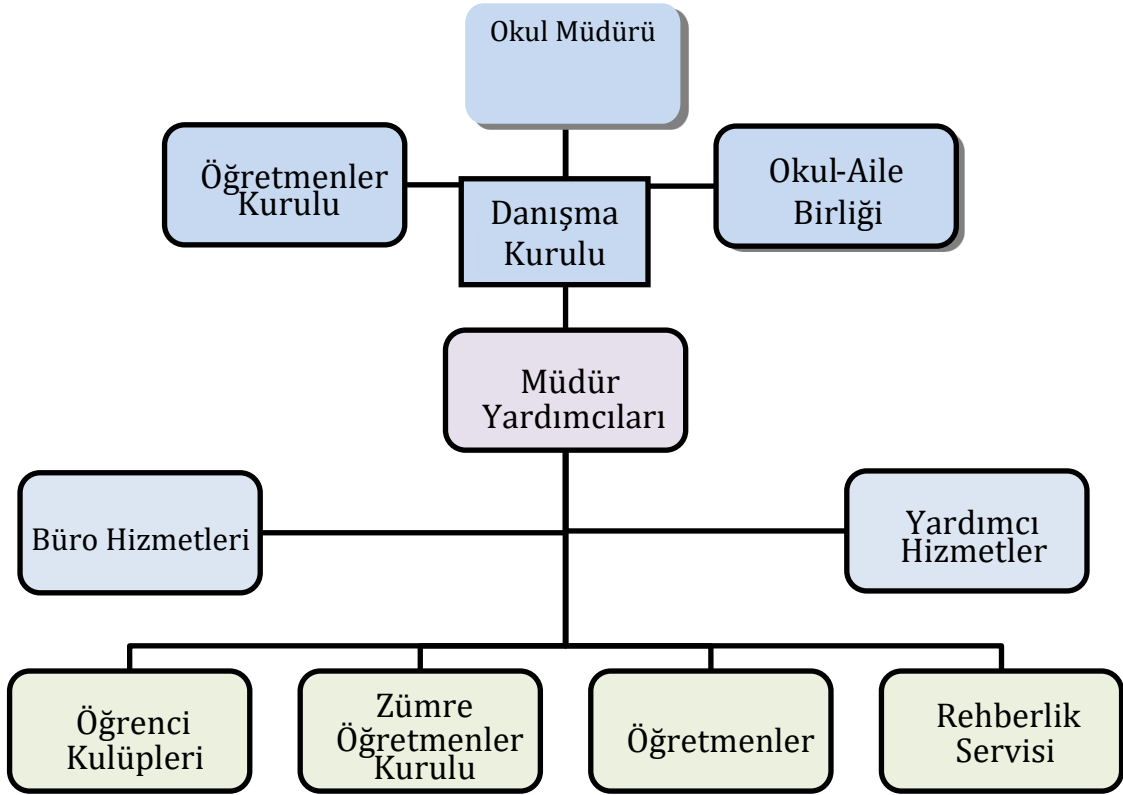 Okul Müdürü
Öğretmenler
Kurulu
Danışma
Kurulu
Okul-Aile
Birliği
Müdür
Yardımcıları
Büro Hizmetleri
Yardımcı
Hizmetler
Öğrenci
Kulüpleri
Zümre
Öğretmenler
Kurulu
Öğretmenler
Rehberlik
Servisi